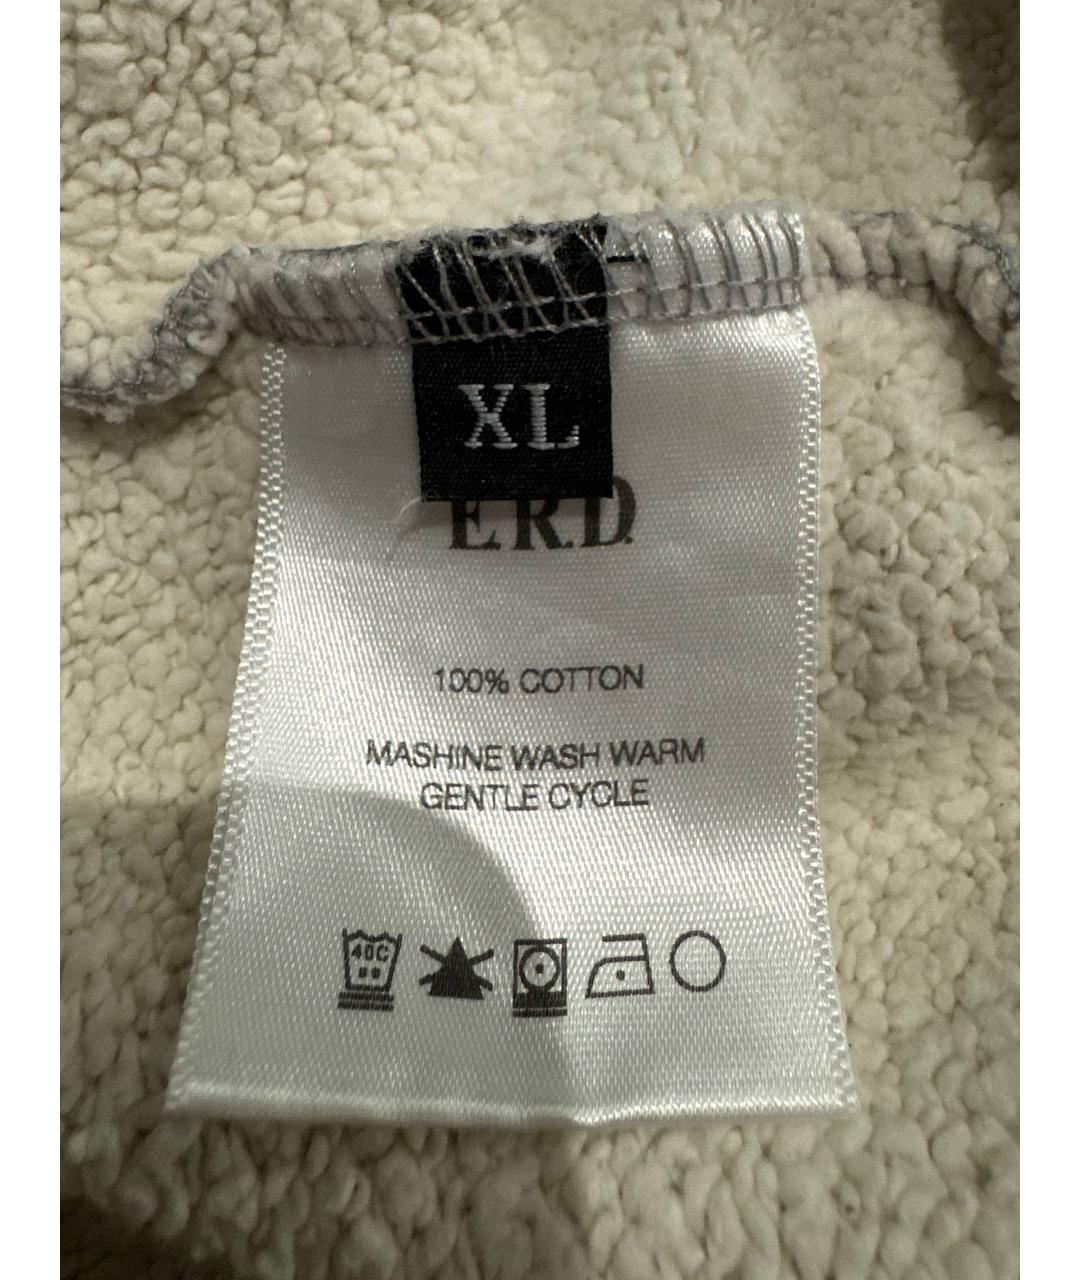 XL
E.R.D.
100% COTTON
MASHINE WASH WARM
GENTLE CYCLE
40C